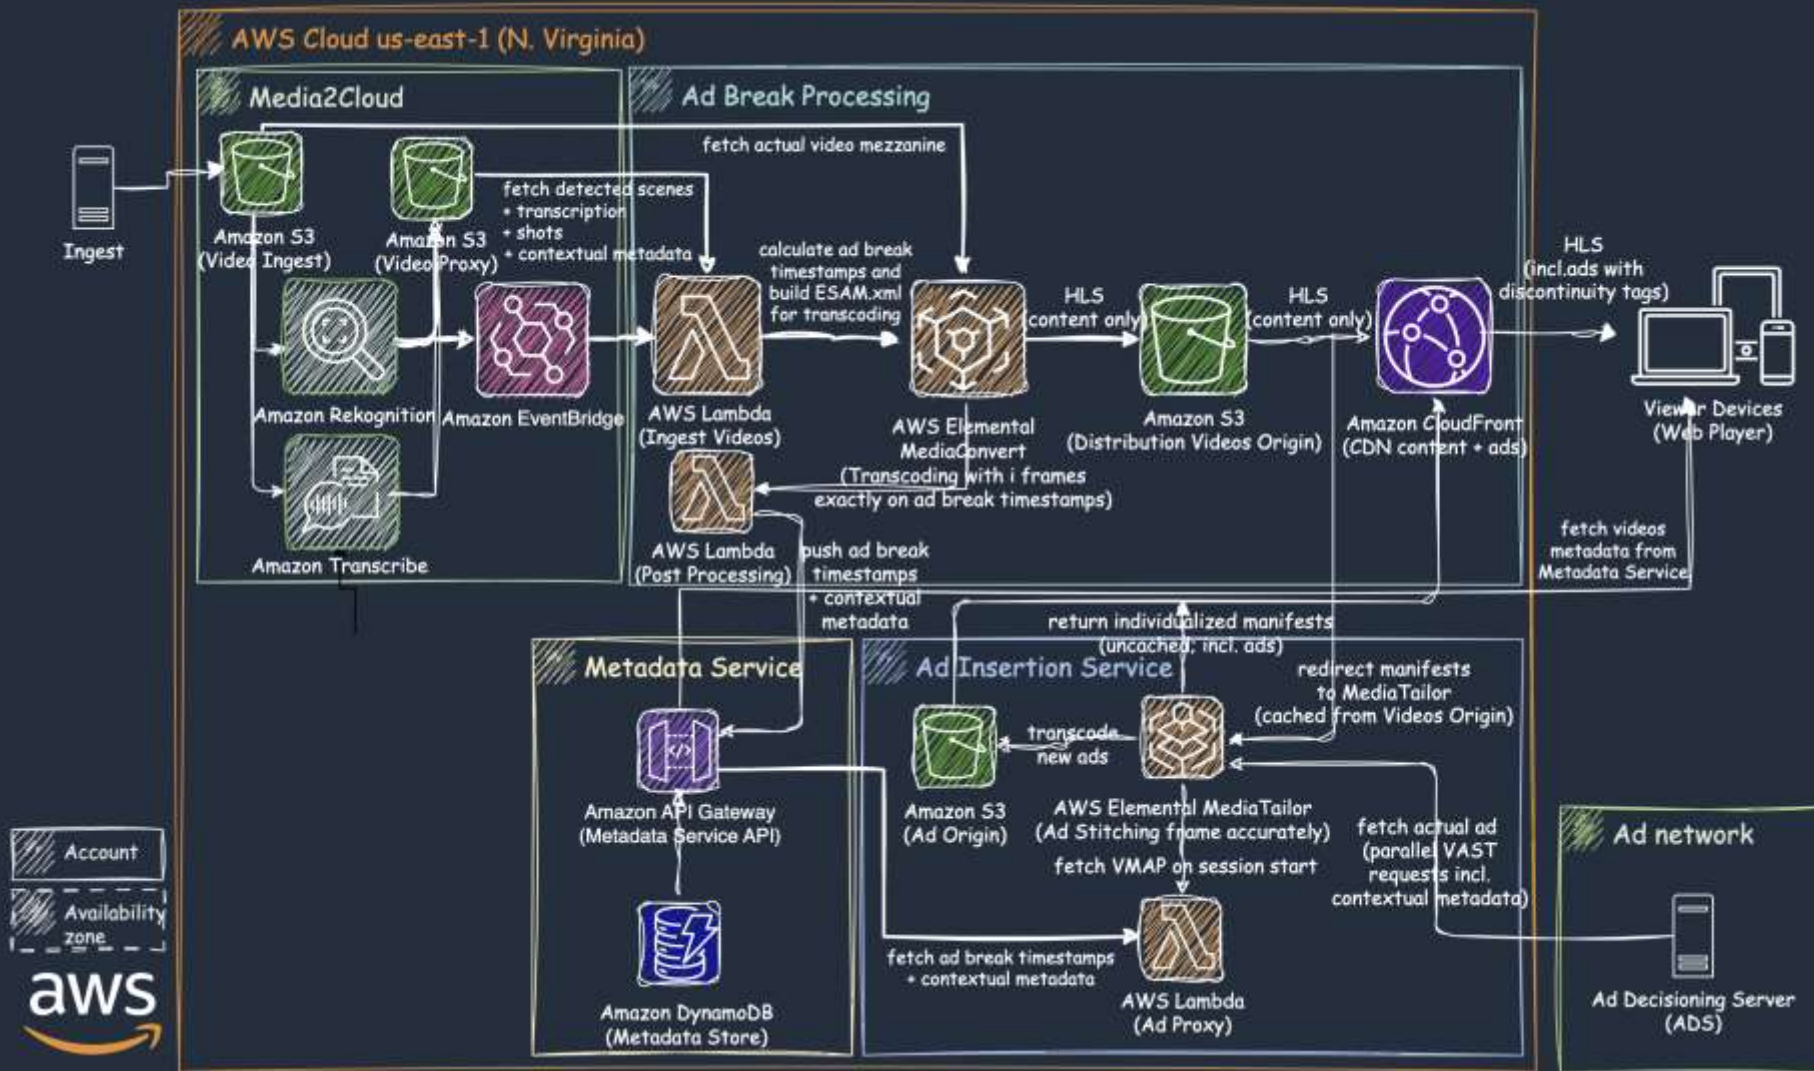 AWS Cloud us-east-1 (N. Virginia)
Media2Cloud
Ad Break Processing
fetch actual video mezzanine
Ingest
Amazon S3
(Video Ingest)
Amazon S3
(Video Proxy)
fetch detected scenes
+ transcription
+ shots
+ contextual metadata
calculate ad break
timestamps and
build ESAM.xml
for transcoding
HLS
(content only)
HLS
(content only)
HLS
(incl.ads with
discontinuity tags)
Amazon Rekognition
Amazon EventBridge
AWS Lambda
(Ingest Videos)
AWS Elemental
MediaConvert
(Transcoding with i frames
exactly on ad break timestamps)
Amazon S3
(Distribution Videos Origin)
Amazon CloudFront
(CDN content + ads)
Viewer Devices
(Web Player)
Amazon Transcribe
AWS Lambda
(Post Processing)
push ad break
timestamps
+ contextual
metadata
fetch videos
metadata from
Metadata Service
return individualized manifests
(uncached; incl. ads)
Metadata Service
Ad Insertion Service
redirect manifests
to MediaTailor
(cached from Videos Origin)
transcode
new ads
Amazon API Gateway
(Metadata Service API)
Amazon S3
(Ad Origin)
AWS Elemental MediaTailor
(Ad Stitching frame accurately)
fetch VMAP on session start
fetch actual ad
(parallel VAST
requests incl.
contextual metadata)
Ad network
Account
Availability
zone
aws
fetch ad break timestamps
+ contextual metadata
Amazon DynamoDB
(Metadata Store)
AWS Lambda
(Ad Proxy)
Ad Decisioning Server
(ADS)